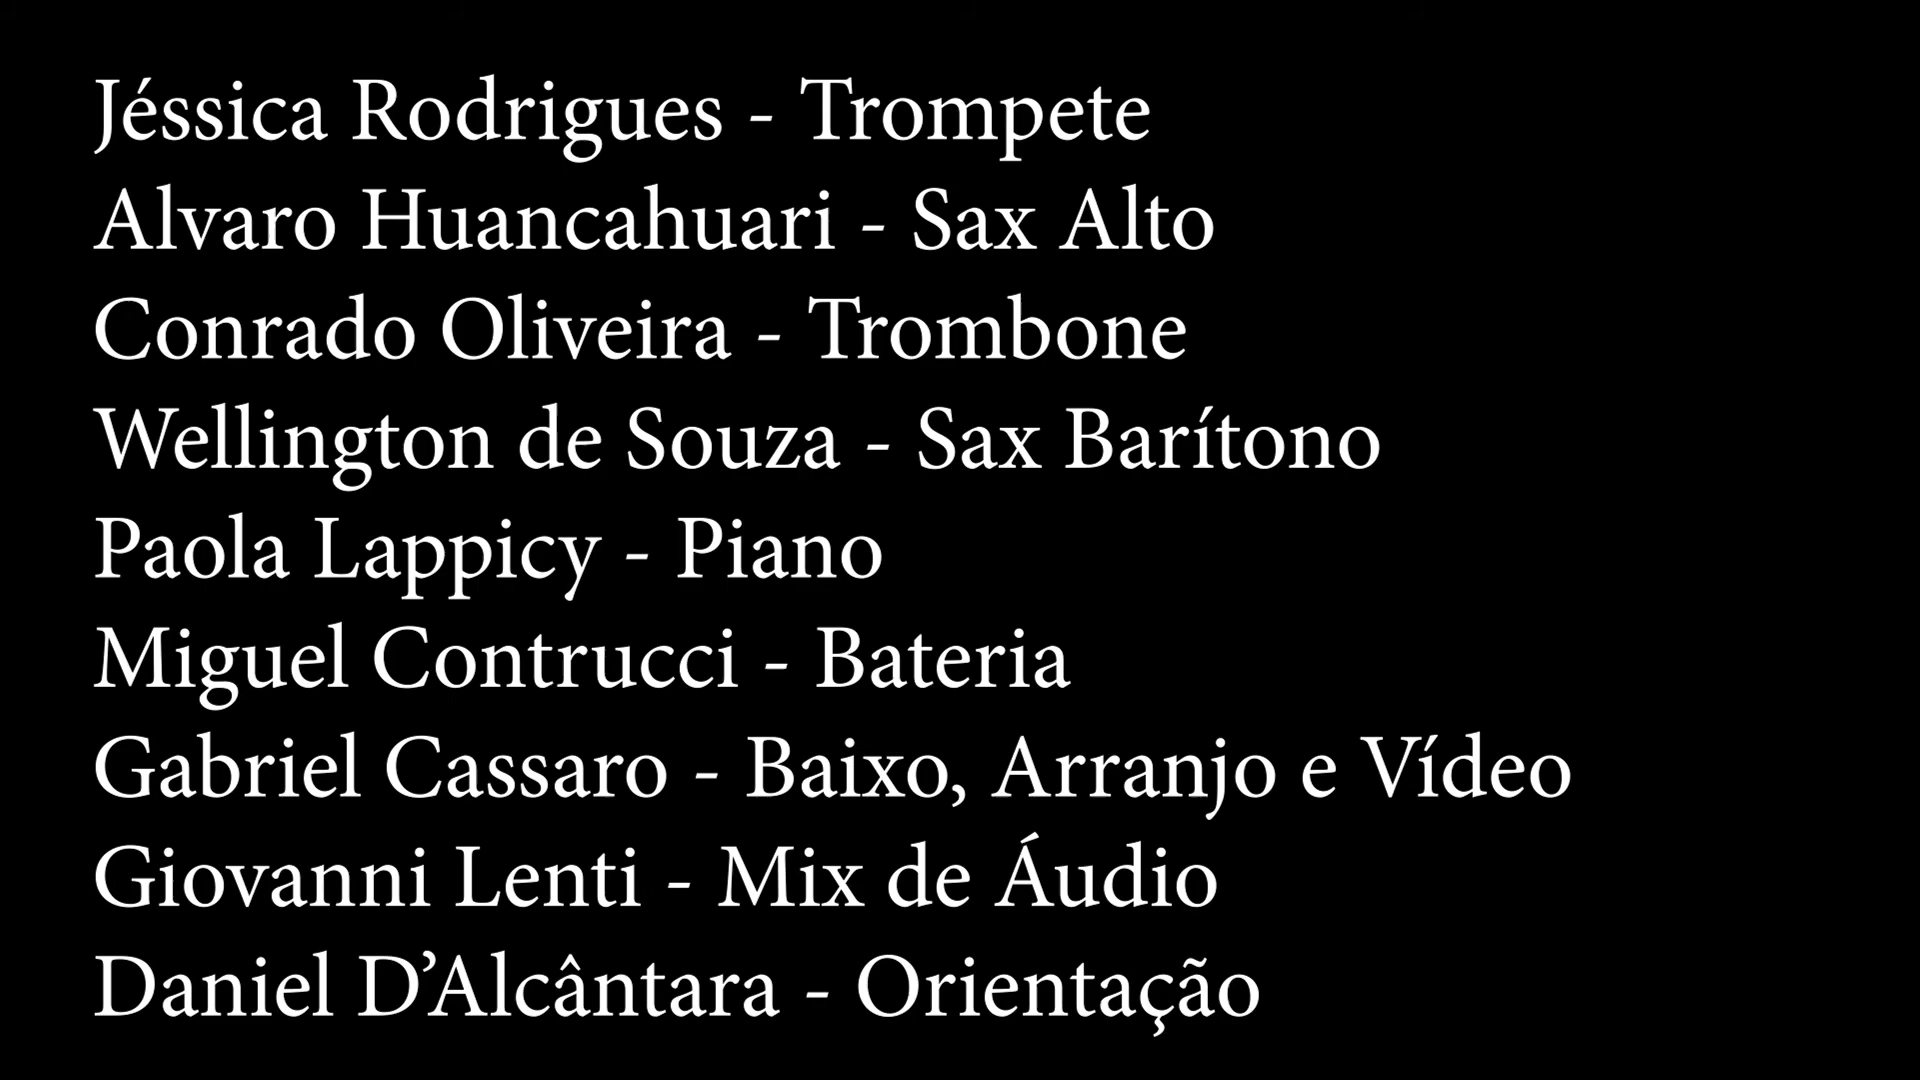 Jéssica Rodrigues - Trompete
Alvaro Huancahuari - Sax Alto
Conrado Oliveira - Trombone
Wellington de Souza - Sax Barítono
Paola Lappicy - Piano
Miguel Contrucci - Bateria
Gabriel Cassaro - Baixo, Arranjo e Vídeo
Giovanni Lenti - Mix de Áudio
Daniel D’Alcântara - Orientação